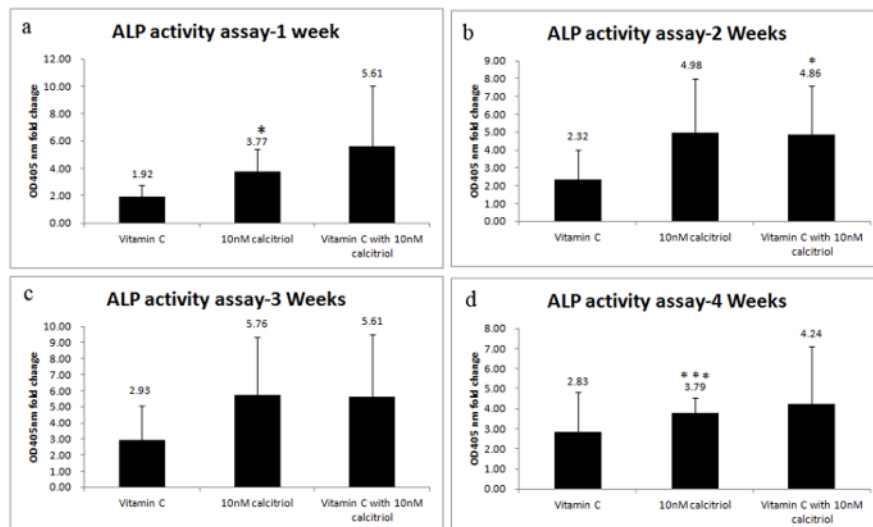 a
ALP activity assay-1 week
OD405 nm fold change
12.00
10.00
8.00
6.00
4.00
2.00
0.00
1.92
*
3.77
5.61
Vitamin C
10nM calcitriol
Vitamin C with 10nM
calcitriol
b
ALP activity assay-2 Weeks
OD405 nm fold change
9.00
8.00
7.00
6.00
5.00
4.00
3.00
2.00
1.00
0.00
2.32
4.98
*
4.86
Vitamin C
10nM calcitriol
Vitamin C with 10nM
calcitriol
c
ALP activity assay-3 Weeks
OD405nm fold change
10.00
9.00
8.00
7.00
6.00
5.00
4.00
3.00
2.00
1.00
0.00
2.93
5.76
5.61
Vitamin C
10nM calcitriol
Vitamin C with 10nM
calcitriol
d
ALP activity assay-4 Weeks
OD405 nm fold change
8.00
7.00
6.00
5.00
4.00
3.00
2.00
1.00
0.00
2.83
***
3.79
4.24
Vitamin C
10nM calcitriol
Vitamin C with 10nM
calcitriol